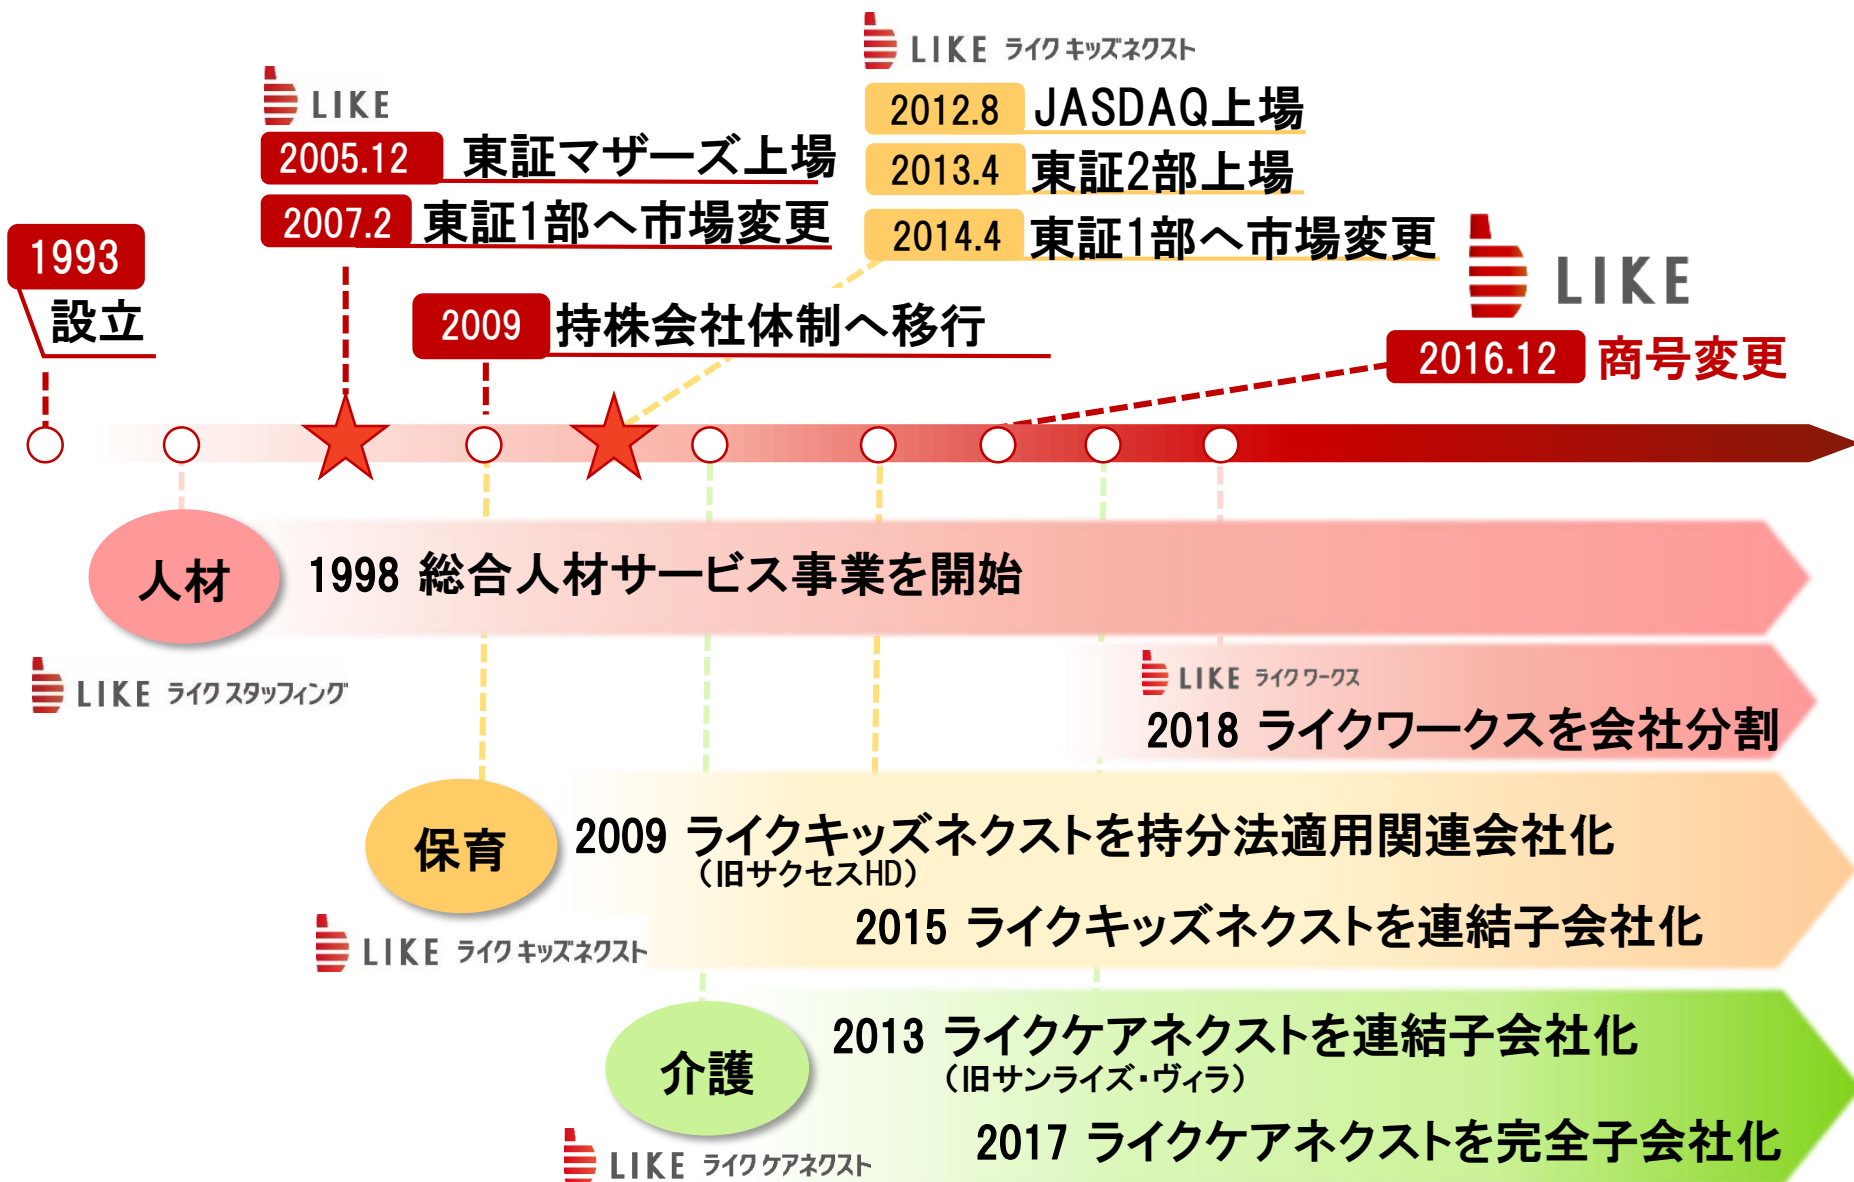 LIKE ライク キッズネクスト
LIKE
2012.8 JASDAQ上場
2005.12 東証マザーズ上場
2013.4 東証2部上場
2007.2 東証1部へ市場変更
2014.4 東証1部へ市場変更
1993
設立
LIKE
2009 持株会社体制へ移行
2016.12 商号変更
人材
1998 総合人材サービス事業を開始
LIKE ライク スタッフィング
LIKE ライク ワークス
2018 ライクワークスを会社分割
保育
2009 ライクキッズネクストを持分法適用関連会社化
（旧サクセスHD）
2015 ライクキッズネクストを連結子会社化
LIKE ライク キッズネクスト
介護
2013 ライクケアネクストを連結子会社化
（旧サンライズ・ヴィラ）
2017 ライクケアネクストを完全子会社化
LIKE ライク ケアネクスト